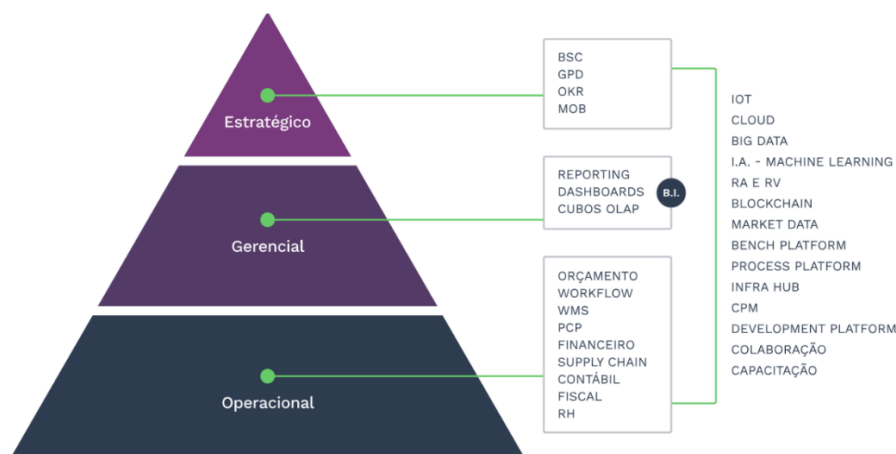 Estratégico
BSC
GPD
OKR
MOB
Gerencial
REPORTING
DASHBOARDS
CUBOS OLAP
B.I.
Operacional
ORÇAMENTO
WORKFLOW
WMS
PCP
FINANCEIRO
SUPPLY CHAIN
CONTÁBIL
FISCAL
RH
IOT
CLOUD
BIG DATA
I.A. - MACHINE LEARNING
RA E RV
BLOCKCHAIN
MARKET DATA
BENCH PLATFORM
PROCESS PLATFORM
INFRA HUB
CPM
DEVELOPMENT PLATFORM
COLABORAÇÃO
CAPACITAÇÃO